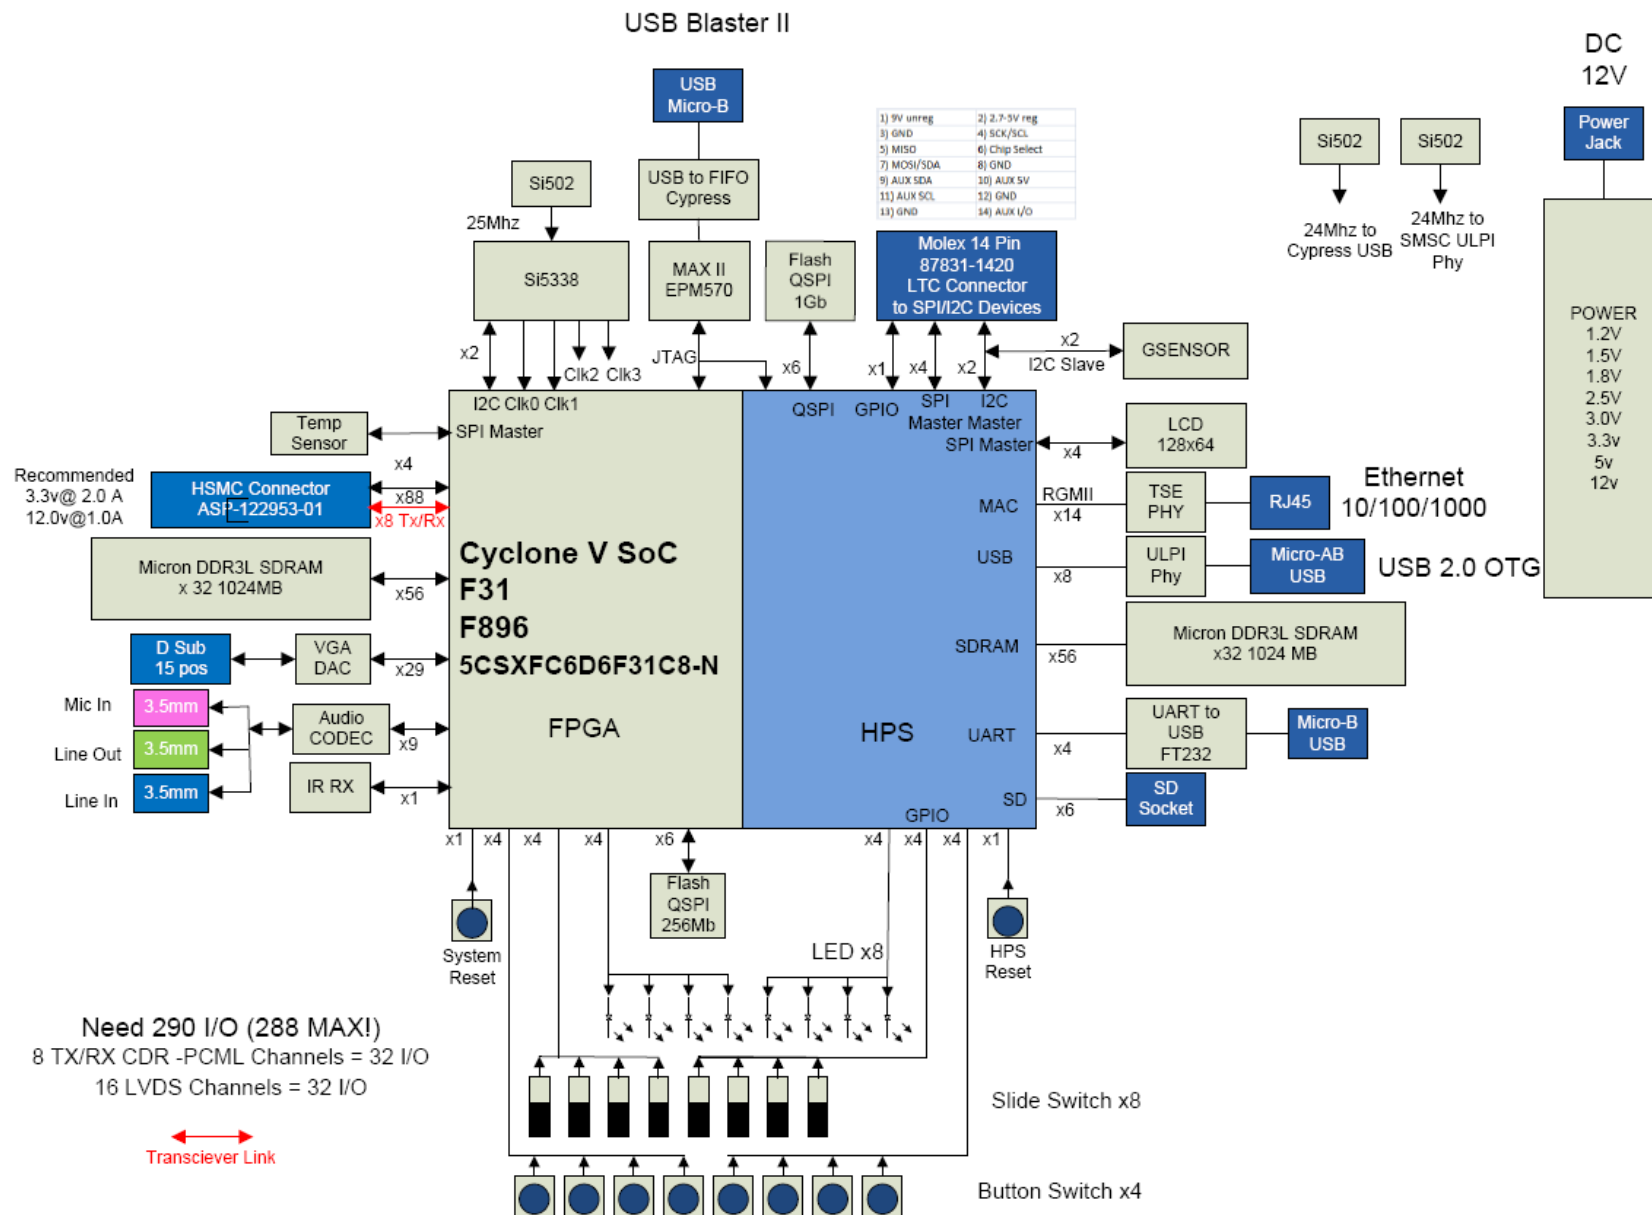 USB Blaster II
DC
12V
USB
Micro-B
Power
Jack
1) 9V unreg
2) 2.7-5V reg
3) GND
4) SCK/SCL
5) MISO
6) Chip Select
7) MOSI/SDA
8) GND
9) AUX SDA
10) AUX 5V
11) AUX SCL
12) GND
13) GND
14) AUX I/O
Si502
Si502
Si502
USB to FIFO
Cypress
25Mhz
24Mhz to
Cypress USB
24Mhz to
SMSC ULPI
Phy
Si5338
MAX II
EPM570
Flash
QSPI
1Gb
Molex 14 Pin
87831-1420
LTC Connector
to SPI/I2C Devices
POWER
1.2V
1.5V
1.8V
2.5V
3.0V
3.3v
5v
12v
x2
Clk2
Clk3
JTAG
x6
x1
x4
x2
x2
I2C Slave
GSENSOR
I2C Clk0 Clk1
SPI Master
QSPI
GPIO
SPI
Master
I2C
Master
SPI Master
Temp
Sensor
x4
x4
LCD
128x64
Recommended
3.3v@ 2.0 A
12.0v@1.0A
HSMC Connector
ASP-122953-01
x88
x8 Tx/Rx
MAC
RGMII
x14
TSE
PHY
RJ45
Ethernet
10/100/1000
Cyclone V SoC
F31
F896
5CSXFC6D6F31C8-N
Micron DDR3L SDRAM
x 32 1024MB
x56
USB
x8
ULPI
Phy
Micro-AB
USB
USB 2.0 OTG
D Sub
15 pos
VGA
DAC
x29
SDRAM
x56
Micron DDR3L SDRAM
x32 1024 MB
Mic In
3.5mm
Line Out
3.5mm
Line In
3.5mm
Audio
CODEC
x9
FPGA
HPS
UART
x4
UART to
USB
FT232
Micro-B
USB
IR RX
x1
SD
x6
SD
Socket
GPIO
x1
x4
x4
x4
x6
x4
x4
x4
x1
Flash
QSPI
256Mb
System
Reset
LED x8
HPS
Reset
Need 290 I/O (288 MAX!)
8 TX/RX CDR -PCML Channels = 32 I/O
16 LVDS Channels = 32 I/O
Transciever Link
Slide Switch x8
Button Switch x4